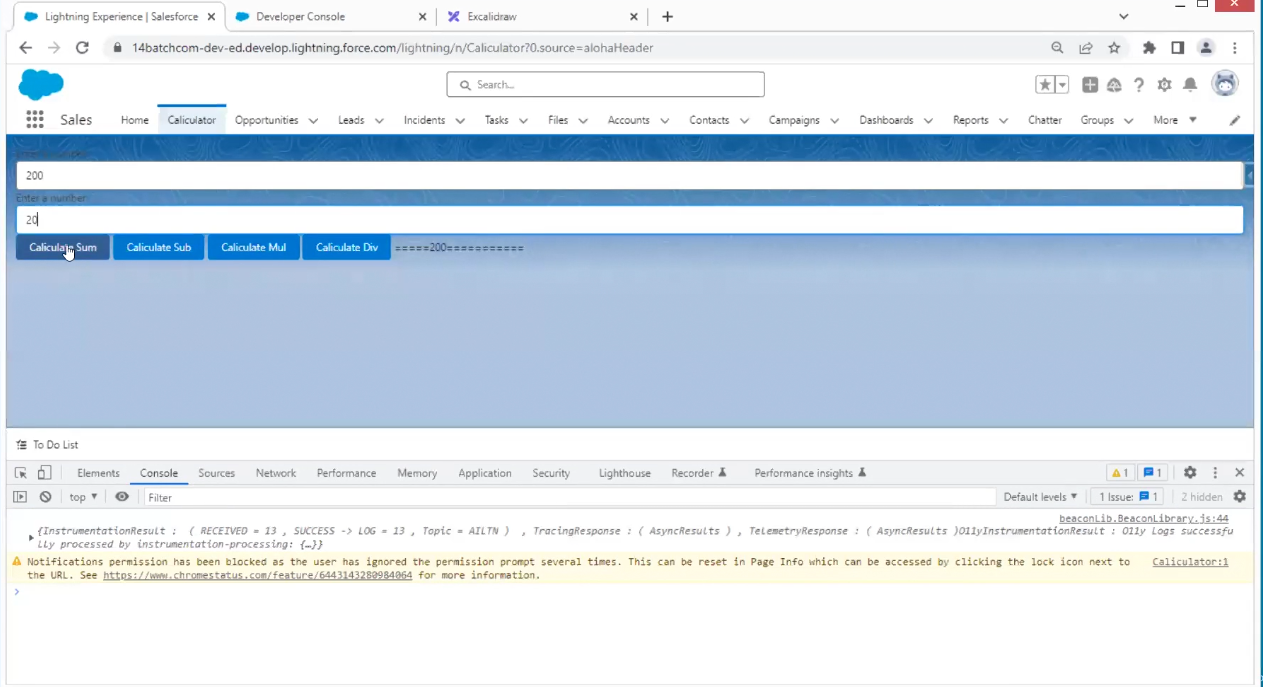 Lightning Experience | Salesforce
Developer Console
Excalidraw
14batchcom-dev-ed.develop.lightning.force.com/lightning/n/Caliculator?0.source=alohaHeader
Search...
Sales
Home
Calculator
Opportunities
Leads
Incidents
Tasks
Files
Accounts
Contacts
Campaigns
Dashboards
Reports
Chatter
Groups
More
200
Enter a number:
20
Calculate Sum
Calculate Sub
Calculate Mul
Calculate Div
=====200===========
To Do List
Elements
Console
Sources
Network
Performance
Memory
Application
Security
Lighthouse
Recorder
Performance insights
1
1
top
Filter
Default levels
1 Issue:
1
2 hidden
beaconLib.BeaconLibrary.js:44
{InstrumentationResult : ( RECEIVED = 13 , SUCCESS -> LOG = 13 , Topic = AILTN ) , TracingResponse : ( AsyncResults ) , TeLemetryResponse : ( AsyncResults )O11yInstrumentationResult : O11y Logs successfu
lly processed by instrumentation-processing: {…}}
Notifications permission has been blocked as the user has ignored the permission prompt several times. This can be reset in Page Info which can be accessed by clicking the lock icon next to
Caliculator:1
the URL. See https://www.chromestatus.com/feature/6443143280984064 for more information.